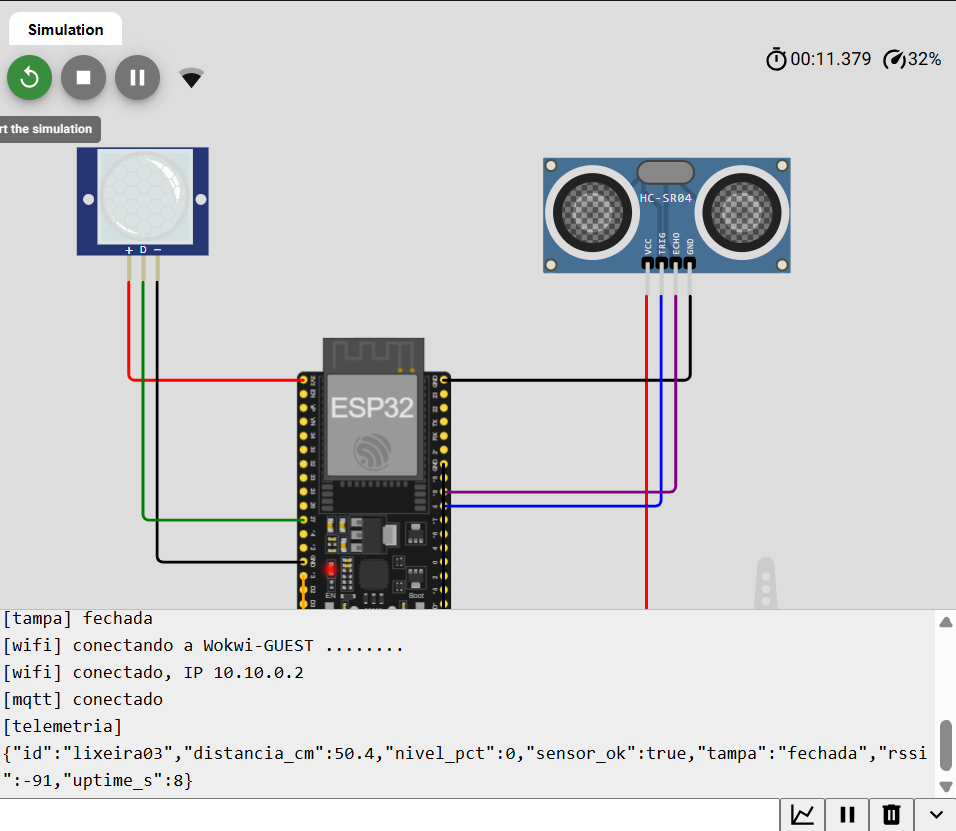 Simulation
00:11.379 32%
rt the simulation
HC-SR04
VCC TRIG ECHO GND
+ D −
ESP32
EN Boot
[tampa] fechada
[wifi] conectando a Wokwi-GUEST ........
[wifi] conectado, IP 10.10.0.2
[mqtt] conectado
[telemetria]
{"id":"lixeira03","distancia_cm":50.4,"nivel_pct":0,"sensor_ok":true,"tampa":"fechada","rssi
":-91,"uptime_s":8}